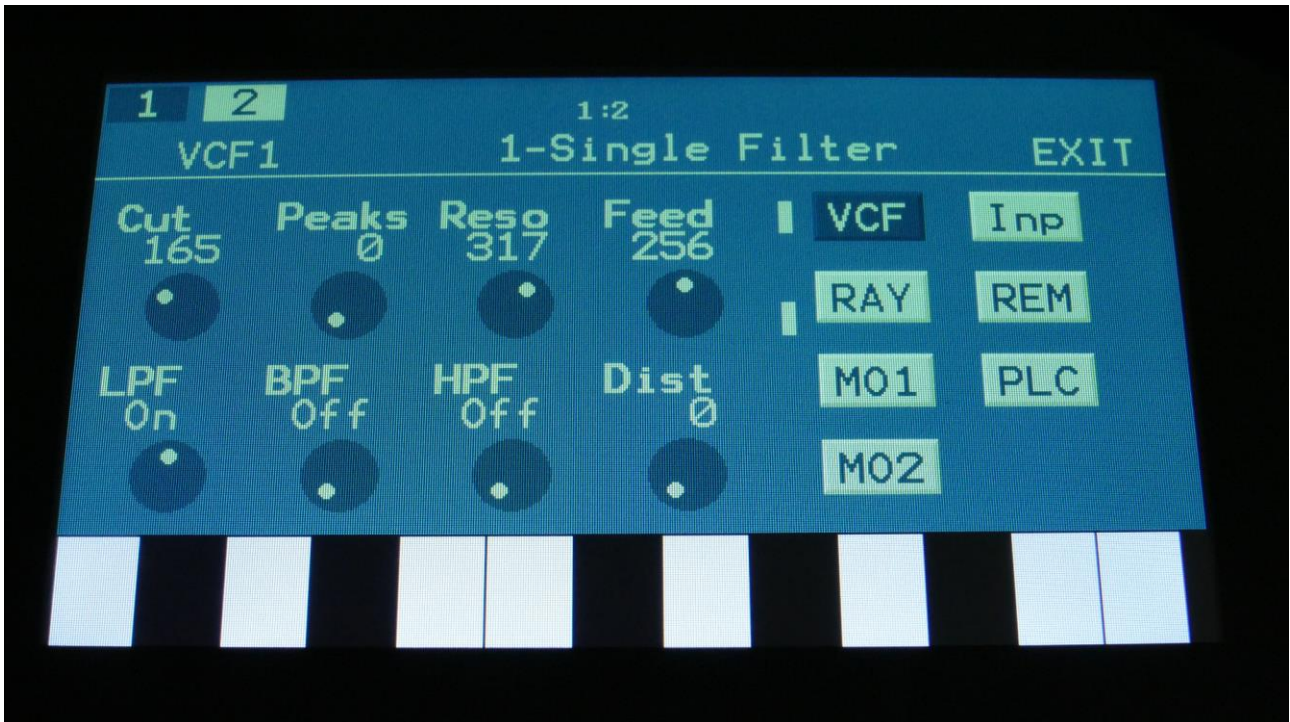 1 2 1:2
VCF1 1-Single Filter EXIT
Cut Peaks Reso Feed VCF Inp
165 0 317 256
RAY REM
LPF BPF HPF Dist MO1 PLC
On Off Off 0
MO2